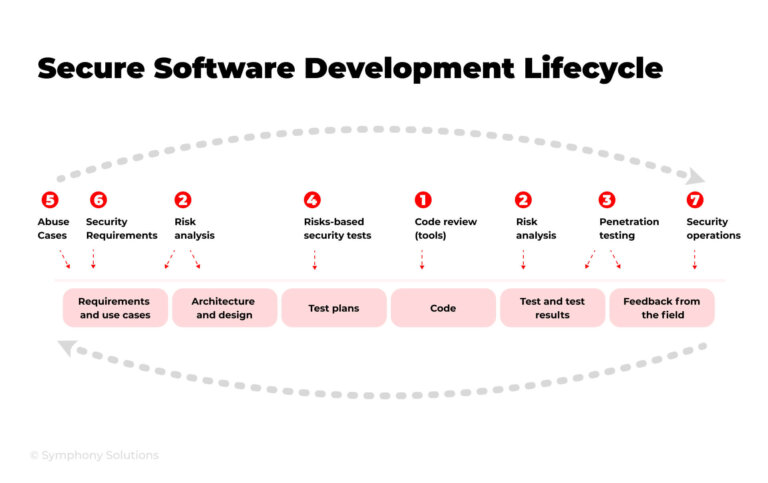 Secure Software Development Lifecycle
5
6
2
4
1
2
3
7
Abuse
Cases
Security
Requirements
Risk
analysis
Risks-based
security tests
Code review
(tools)
Risk
analysis
Penetration
testing
Security
operations
Requirements
and use cases
Architecture
and design
Test plans
Code
Test and test
results
Feedback from
the field
© Symphony Solutions